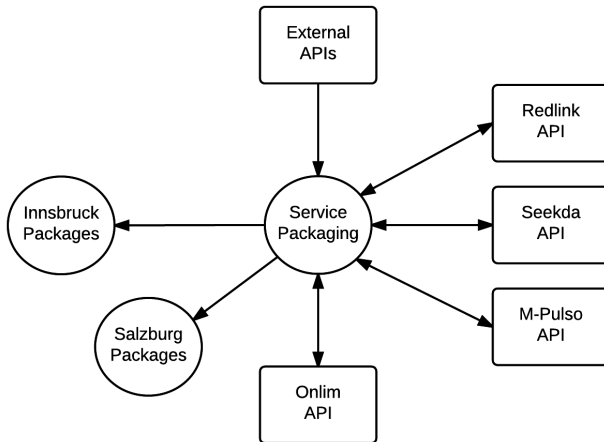 External
APIs
Redlink
API
Innsbruck
Packages
Service
Packaging
Seekda
API
Salzburg
Packages
M-Pulso
API
Onlim
API